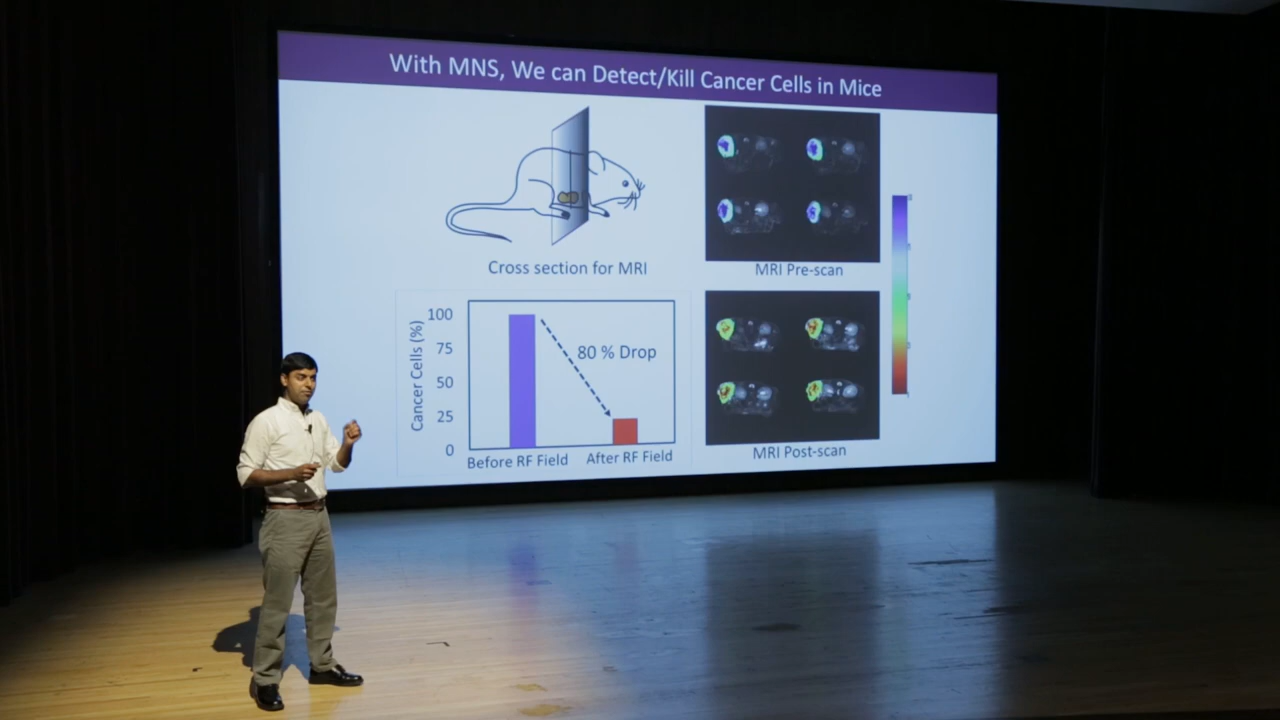 With MNS, We can Detect/Kill Cancer Cells in Mice
Cross section for MRI
MRI Pre-scan
Cancer Cells (%)
100
75
50
25
0
80 % Drop
Before RF Field
After RF Field
MRI Post-scan